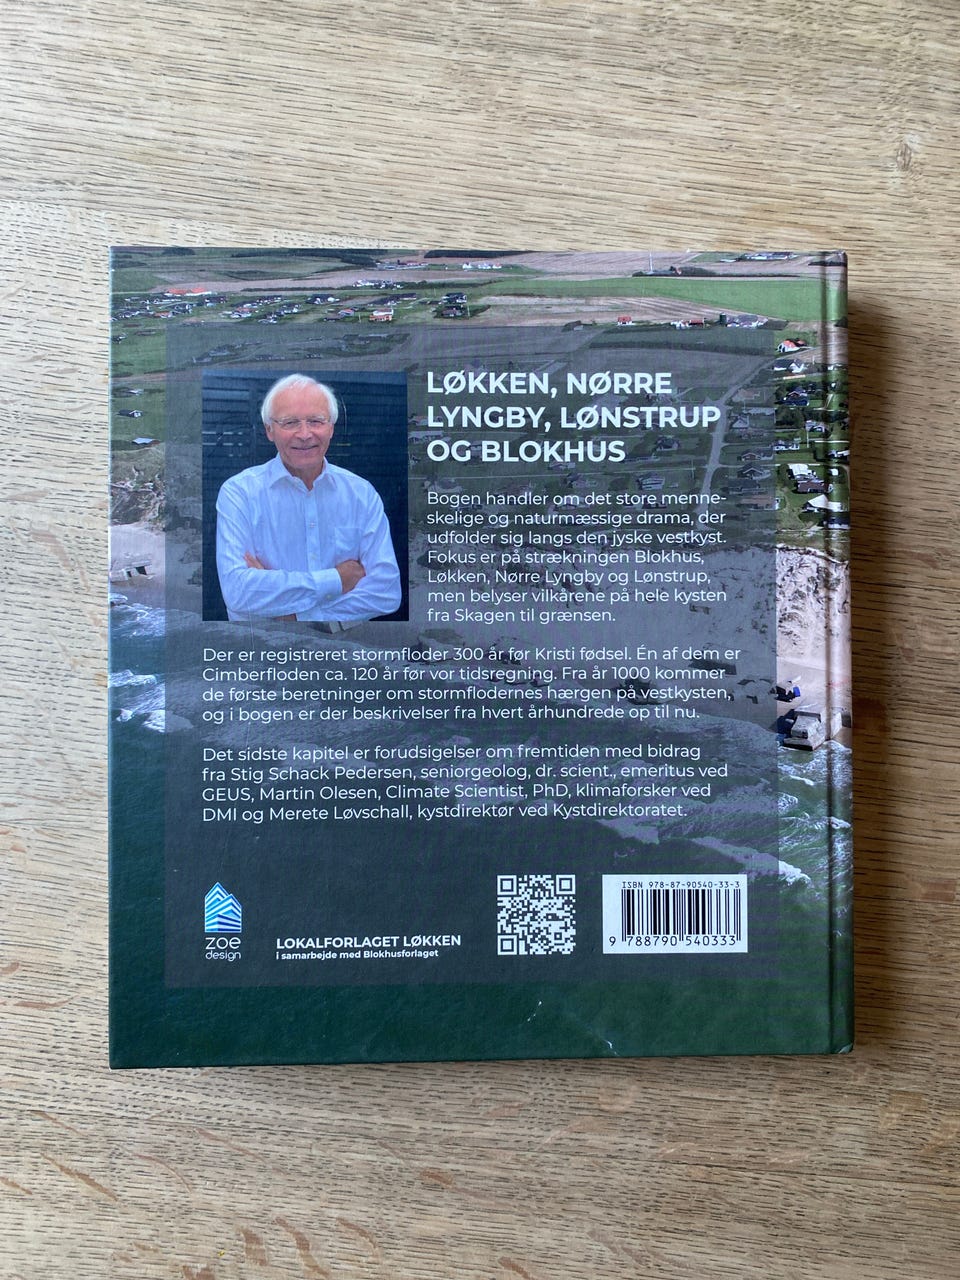 LØKKEN, NØRRE
LYNGBY, LØNSTRUP
OG BLOKHUS
Bogen handler om det store menne-
skelige og naturmæssige drama, der
udfolder sig langs den jyske vestkyst.
Fokus er på strækningen Blokhus,
Løkken, Nørre Lyngby og Lønstrup,
men belyser vilkårene på hele kysten
fra Skagen til grænsen.
Der er registreret stormfloder 300 år før Kristi fødsel. Én af dem er
Cimberfloden ca. 120 år før vor tidsregning. Fra år 1000 kommer
de første beretninger om stormflodernes hærgen på vestkysten,
og i bogen er der beskrivelser fra hvert århundrede op til nu.
Det sidste kapitel er forudsigelser om fremtiden med bidrag
fra Stig Schack Pedersen, seniorgeolog, dr. scient., emeritus ved
GEUS, Martin Olesen, Climate Scientist, PhD, klimaforsker ved
DMI og Merete Løvschall, kystdirektør ved Kystdirektoratet.
zoe
design
LOKALFORLAGET LØKKEN
i samarbejde med Blokhusforlaget
ISBN 978-87-90540-33-3
9 788790 540333